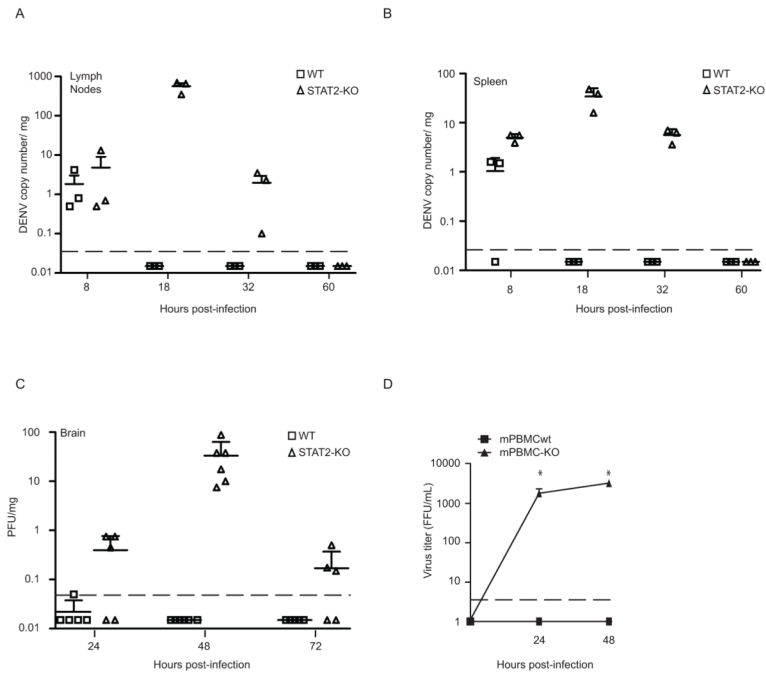 A
Lymph
Nodes
WT
STAT2-KO
DENV copy number/ mg
1000
100
10
1
0.1
0.01
8
18
32
60
Hours post-infection
B
Spleen
WT
STAT2-KO
DENV copy number/ mg
100
10
1
0.1
0.01
8
18
32
60
Hours post-infection
C
Brain
WT
STAT2-KO
PFU/mg
100
10
1
0.1
0.01
24
48
72
Hours post-infection
D
mPBMCwt
mPBMC-KO
Virus titer (FFU/mL)
10000
1000
100
10
1
*
*
24
48
Hours post-infection